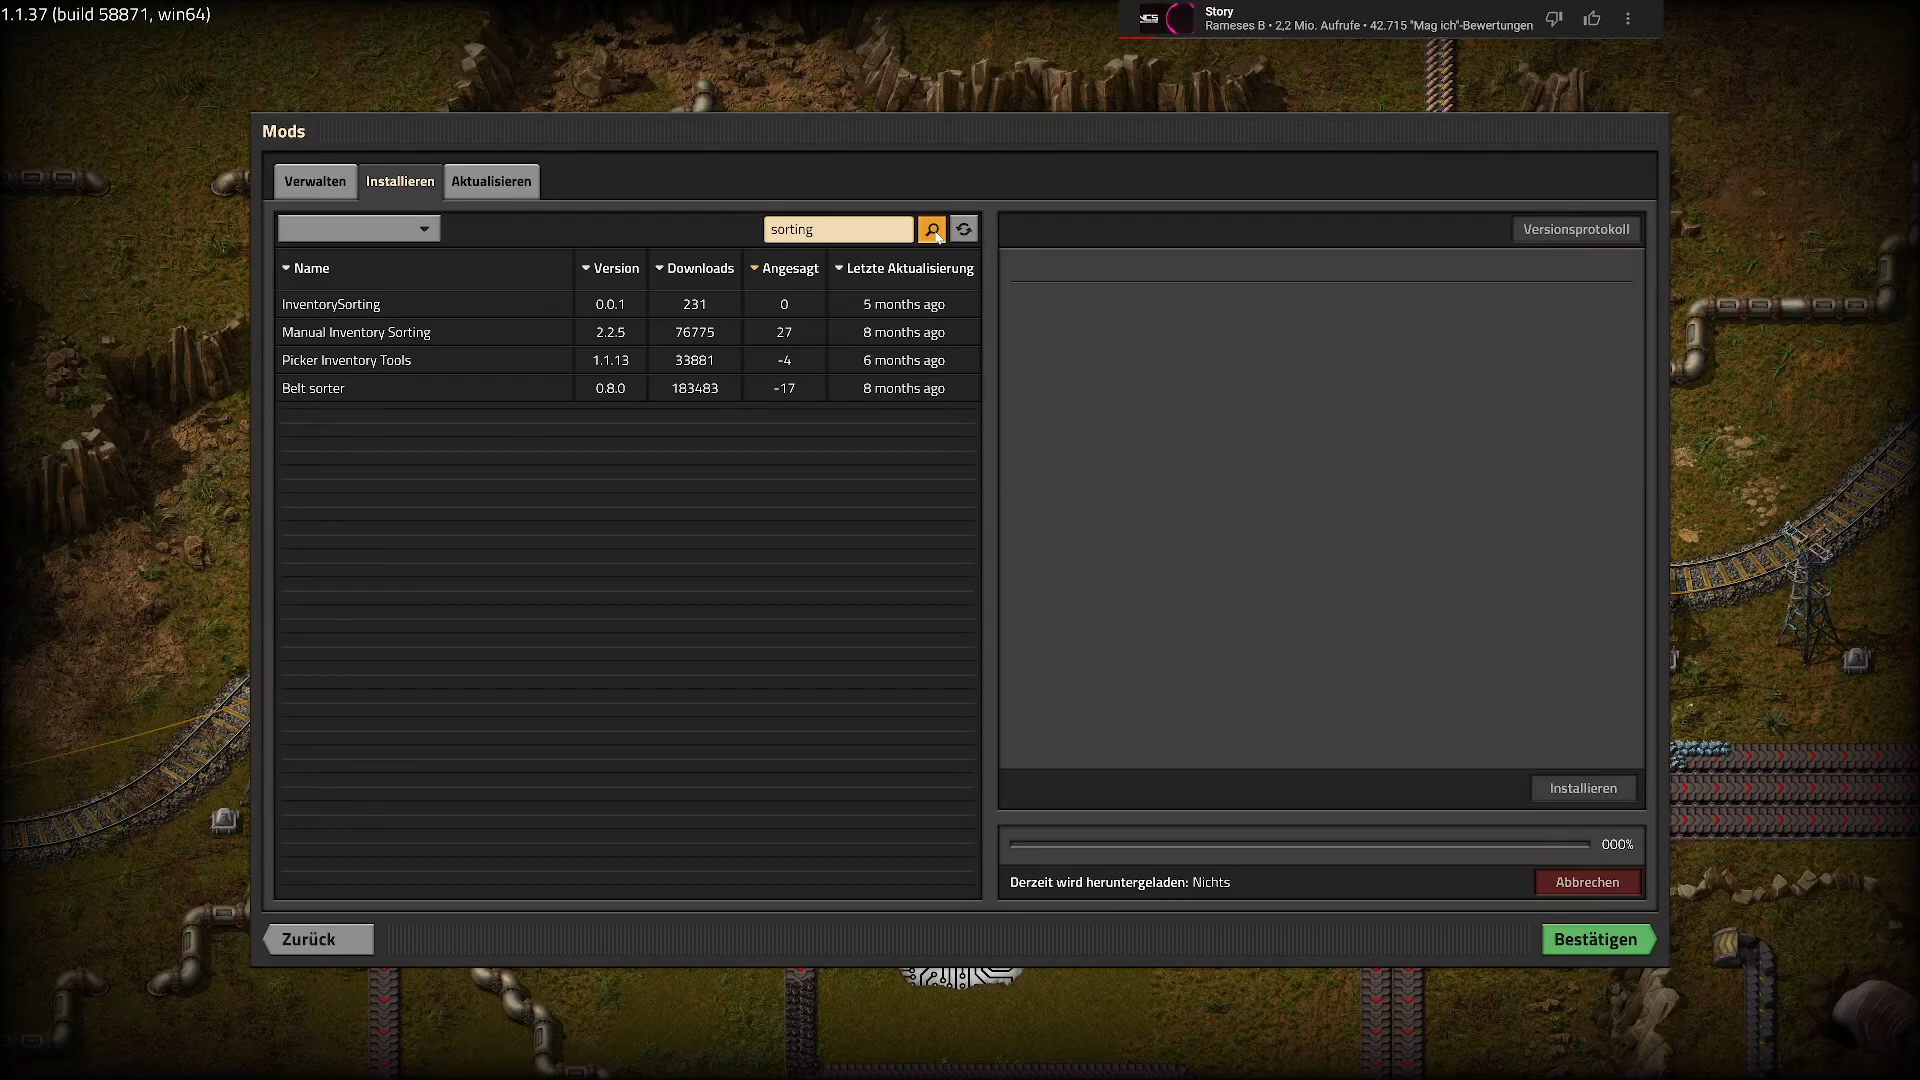 1.1.37 (build 58871, win64)
Story
Rameses B • 2,2 Mio. Aufrufe • 42.715 "Mag ich"-Bewertungen
Mods
Verwalten Installieren Aktualisieren
sorting
Versionsprotokoll
Name Version Downloads Angesagt Letzte Aktualisierung
InventorySorting 0.0.1 231 0 5 months ago
Manual Inventory Sorting 2.2.5 76775 27 8 months ago
Picker Inventory Tools 1.1.13 33881 -4 6 months ago
Belt sorter 0.8.0 183483 -17 8 months ago
Installieren
000%
Derzeit wird heruntergeladen: Nichts
Abbrechen
Zurück
Bestätigen